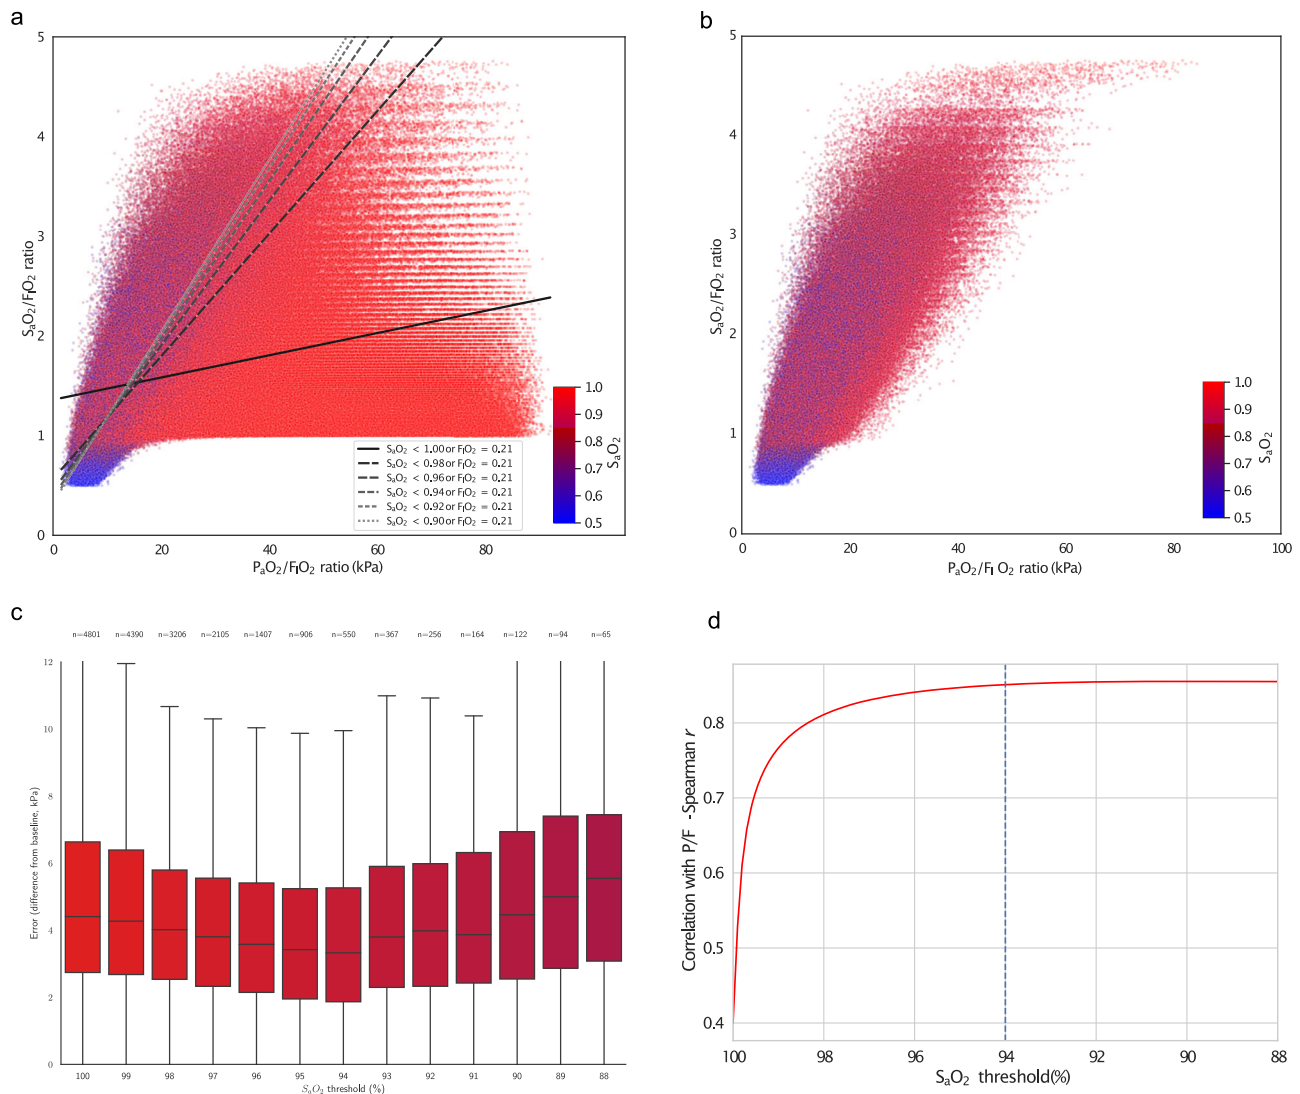 a
5
4
3
2
1
0
SaO2/FIO2 ratio
0 20 40 60 80
PaO2/FIO2 ratio (kPa)
SaO2 < 1.00 or FIO2 = 0.21
SaO2 < 0.98 or FIO2 = 0.21
SaO2 < 0.96 or FIO2 = 0.21
SaO2 < 0.94 or FIO2 = 0.21
SaO2 < 0.92 or FIO2 = 0.21
SaO2 < 0.90 or FIO2 = 0.21
1.0
0.9
0.8
0.7
0.6
0.5
SaO2
b
5
4
3
2
1
0
SaO2/FIO2 ratio
0 20 40 60 80 100
PaO2/FI O2 ratio (kPa)
1.0
0.9
0.8
0.7
0.6
0.5
SaO2
c
n=4801 n=4390 n=3206 n=2105 n=1407 n=906 n=550 n=367 n=256 n=164 n=122 n=94 n=65
12
10
8
6
4
2
0
Error (difference from baseline, kPa)
100 99 98 97 96 95 94 93 92 91 90 89 88
SaO2 threshold (%)
d
0.8
0.7
0.6
0.5
0.4
Correlation with P/F -Spearman r
100 98 96 94 92 90 88
SaO2 threshold(%)